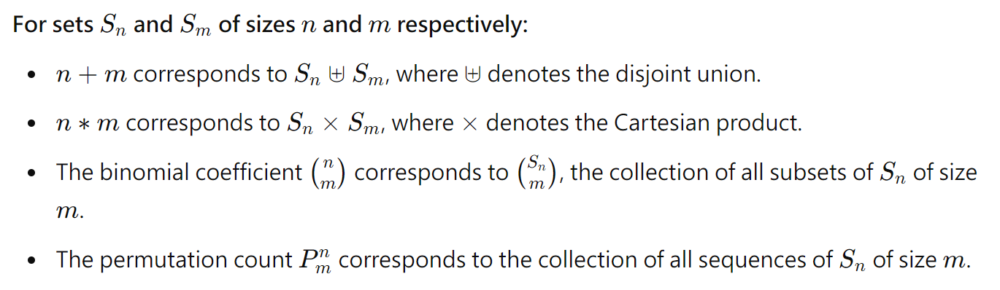 For sets $S_n$ and $S_m$ of sizes $n$ and $m$ respectively:
• $n + m$ corresponds to $S_n \uplus S_m$, where $\uplus$ denotes the disjoint union.
• $n * m$ corresponds to $S_n \times S_m$, where $\times$ denotes the Cartesian product.
• The binomial coefficient $\binom{n}{m}$ corresponds to $\binom{S_n}{m}$, the collection of all subsets of $S_n$ of size
$m$.
• The permutation count $P_m^n$ corresponds to the collection of all sequences of $S_n$ of size $m$.